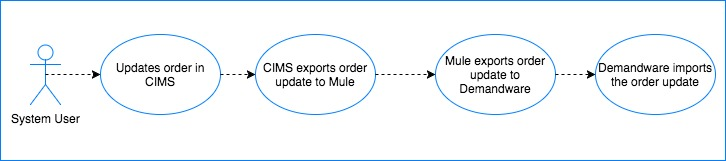 System User
Updates order in
CIMS
CIMS exports order
update to Mule
Mule exports order
update to
Demandware
Demandware imports
the order update